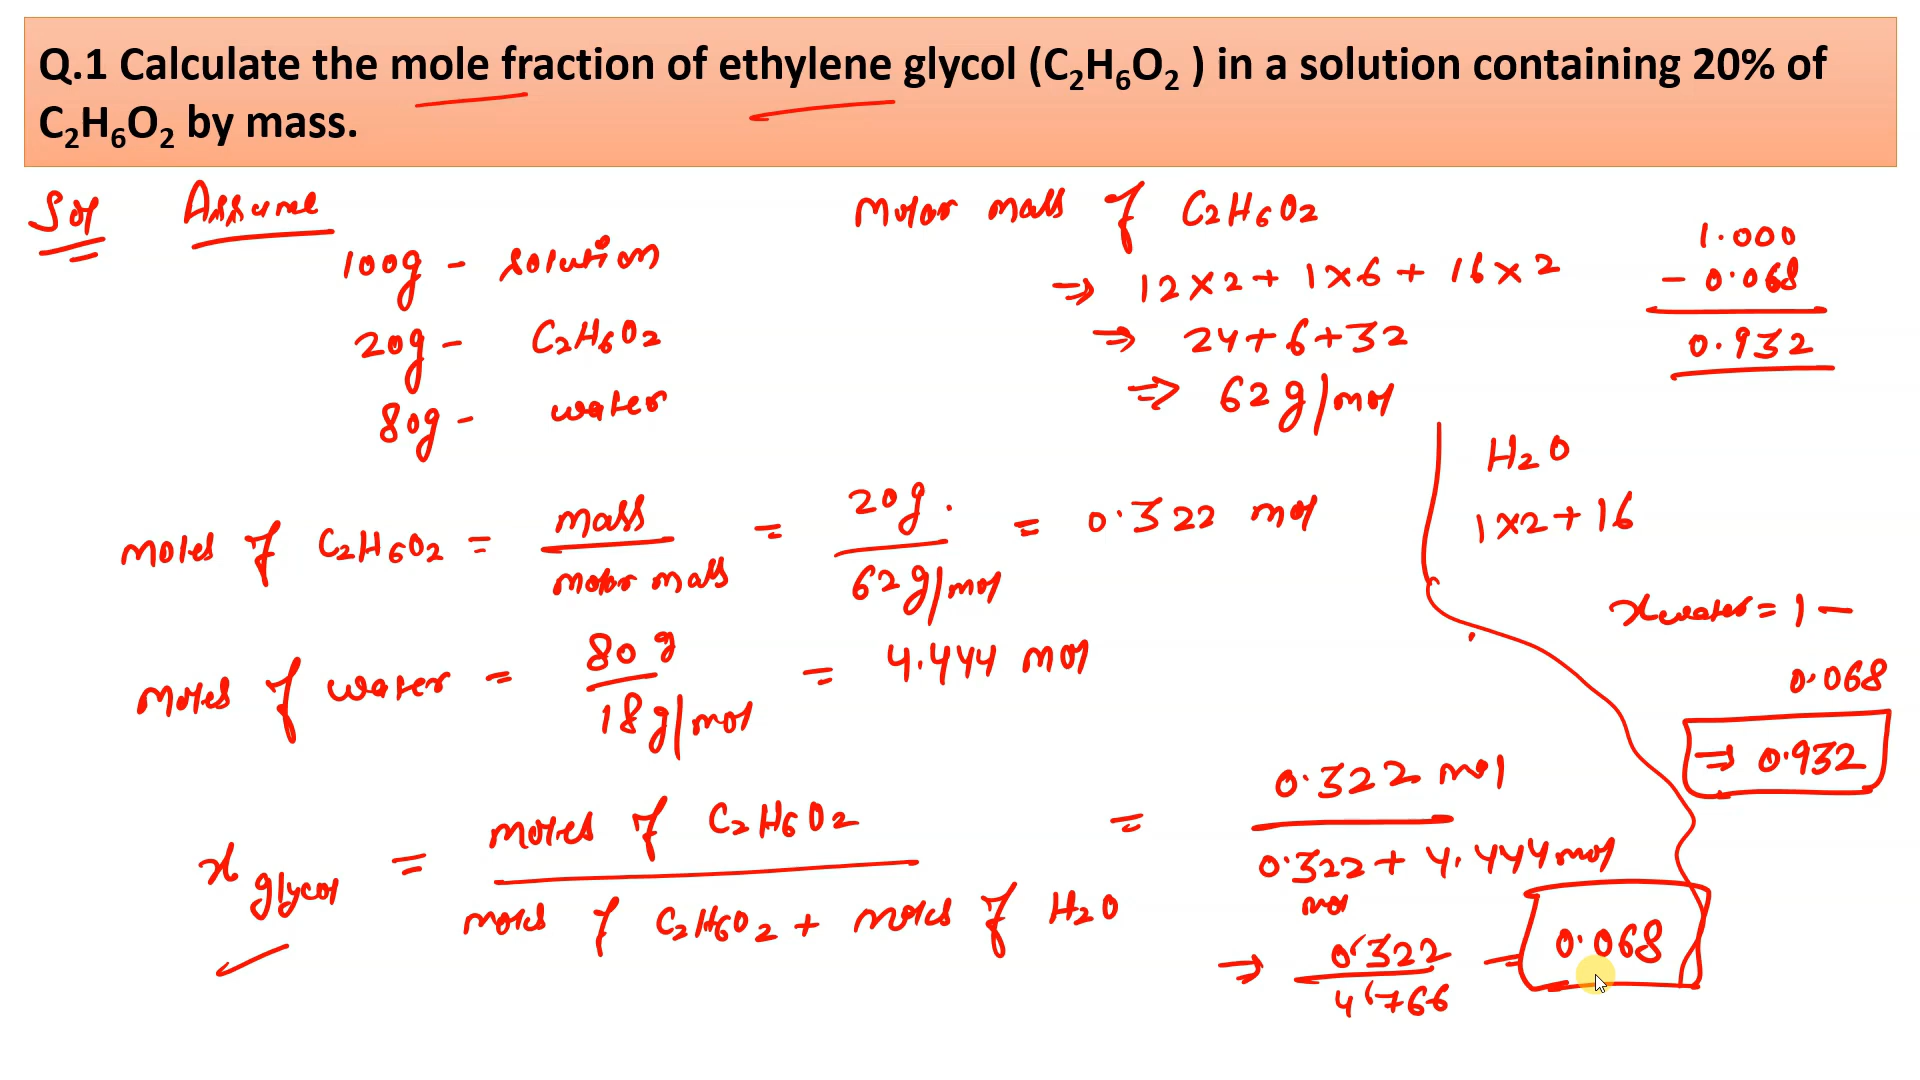 Q.1 Calculate the mole fraction of ethylene glycol (C₂H₆O₂ ) in a solution containing 20% of
C₂H₆O₂ by mass.
Sol Assume
100g - solution
20g - C₂H₆O₂
80g - water
Molar mass of C₂H₆O₂
⇒ 12×2 + 1×6 + 16×2
⇒ 24+6+32
⇒ 62 g/mol
1.000
- 0.068
0.932
H₂O
1×2+16
moles of C₂H₆O₂ = mass / molar mass = 20g. / 62 g/mol = 0.322 mol
moles of water = 80 g / 18 g/mol = 4.444 mol
x water = 1 –
0.068
⇒ 0.932
x glycol = moles of C₂H₆O₂ / moles of C₂H₆O₂ + moles of H₂O = 0.322 mol / 0.322 mol + 4.444 mol
⇒ 0.322 / 4.766 = 0.068